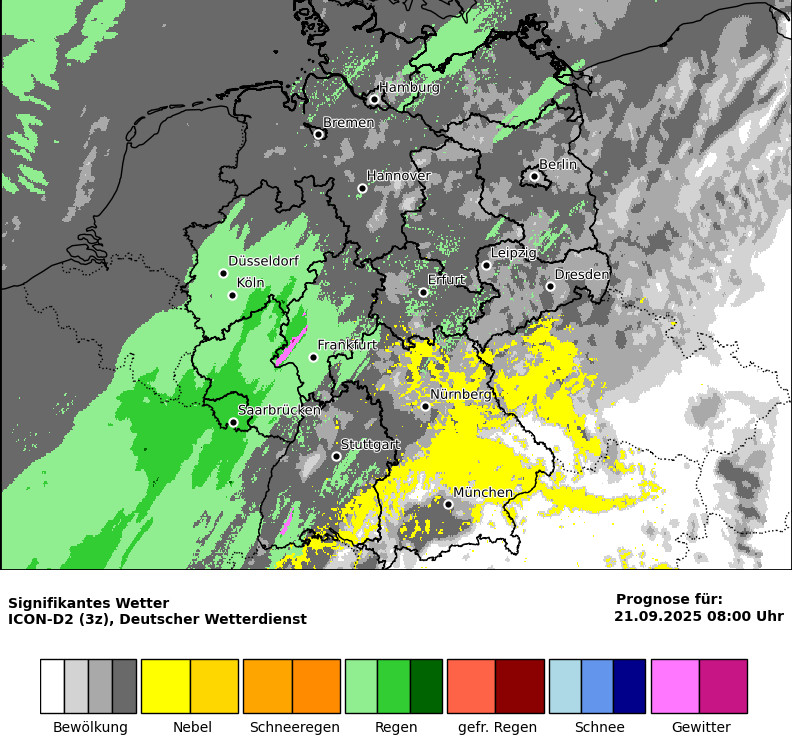 Hamburg
Bremen
Berlin
Hannover
Leipzig
Düsseldorf
Dresden
Köln
Erfurt
Frankfurt
Nürnberg
Saarbrücken
Stuttgart
München
Signifikantes Wetter
ICON-D2 (3z), Deutscher Wetterdienst
Prognose für:
21.09.2025 08:00 Uhr
Bewölkung Nebel Schneeregen Regen gefr. Regen Schnee Gewitter